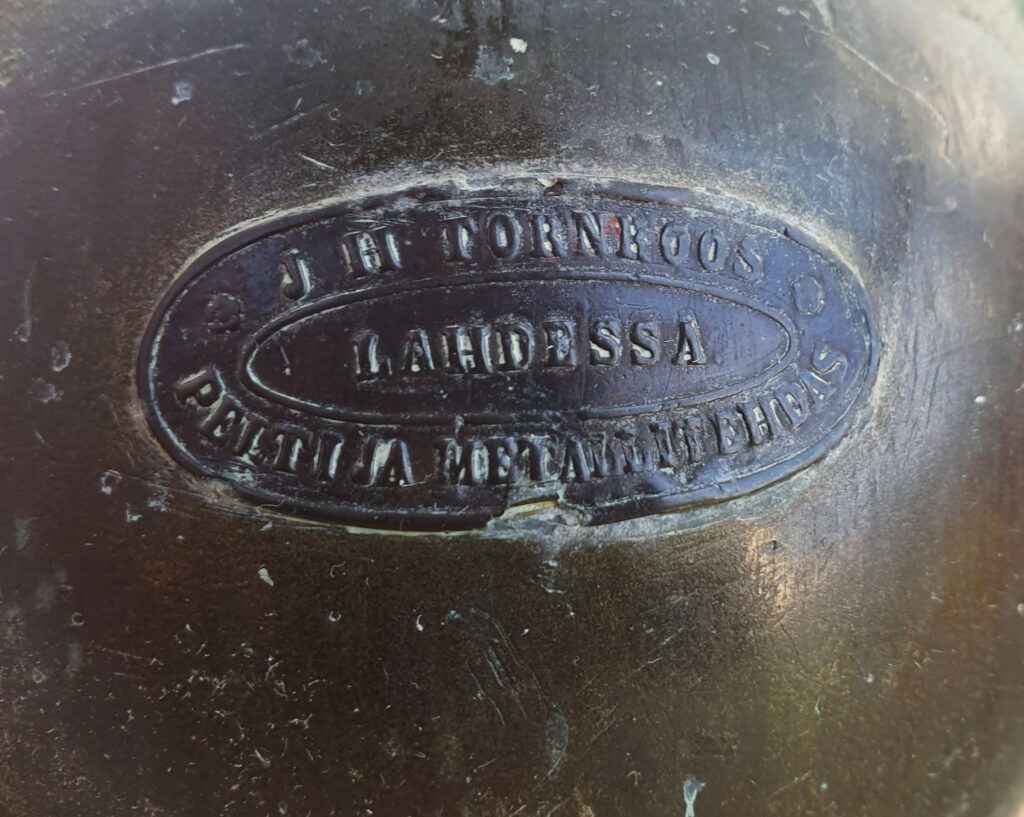 J H TORNROOS
LAHDESSA
PELTI JA METALLITEHDAS